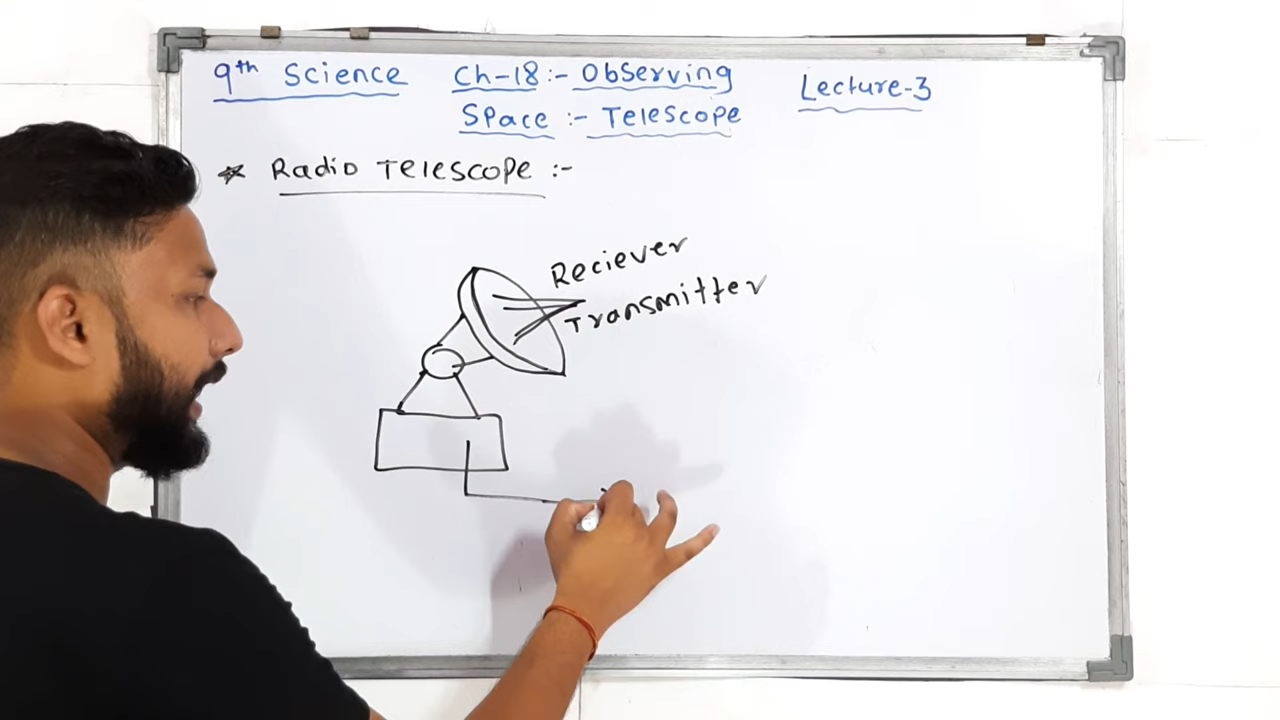 9th Science Ch-18:- Observing Lecture-3
Space :- Telescope
* Radio Telescope :-
Reciever
Transmitter